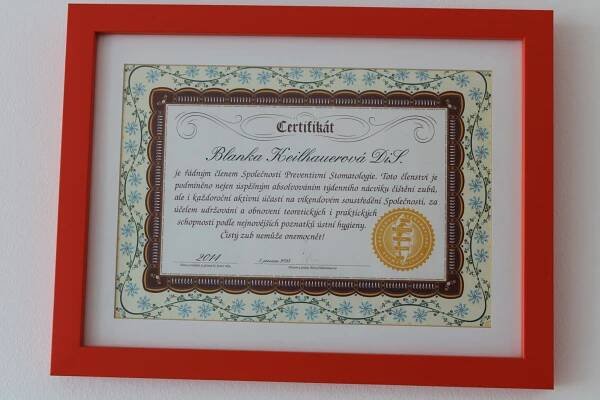 Certifikát
Blanka Keilhauerová DiS.
je řádným členem Společnosti Preventivní Stomatologie. Toto členství je
podmíněno nejen úspěšným absolvováním týdenního nácviku čištění zubů,
ale i každoroční aktivní účastí na víkendovém soustředění Společnosti, za
účelem udržování a obnovení teoretických i praktických
schopností podle nejnovějších poznatků ústní hygieny.
Čistý zub nemůže onemocnět!
2014